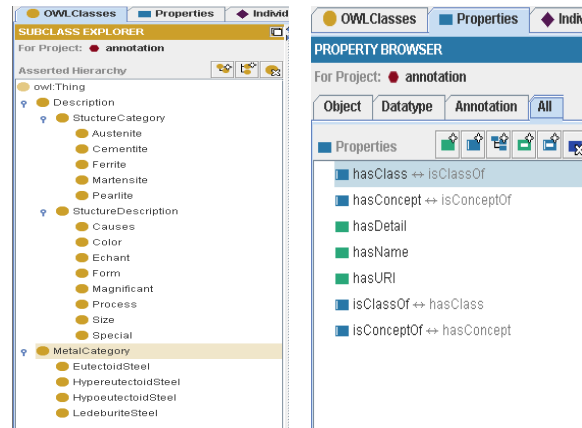 OWLClasses Properties Individ
SUBCLASS EXPLORER
For Project: annotation
Asserted Hierarchy
owl:Thing
Description
StuctureCategory
Austenite
Cementite
Ferrite
Martensite
Pearlite
StuctureDescription
Causes
Color
Echant
Form
Magnificant
Process
Size
Special
MetalCategory
EutectoidSteel
HypereutectoidSteel
HypoeutectoidSteel
LedeburiteSteel
OWLClasses Properties Indiv
PROPERTY BROWSER
For Project: annotation
Object Datatype Annotation All
Properties
hasClass ↔ isClassOf
hasConcept ↔ isConceptOf
hasDetail
hasName
hasURI
isClassOf ↔ hasClass
isConceptOf ↔ hasConcept